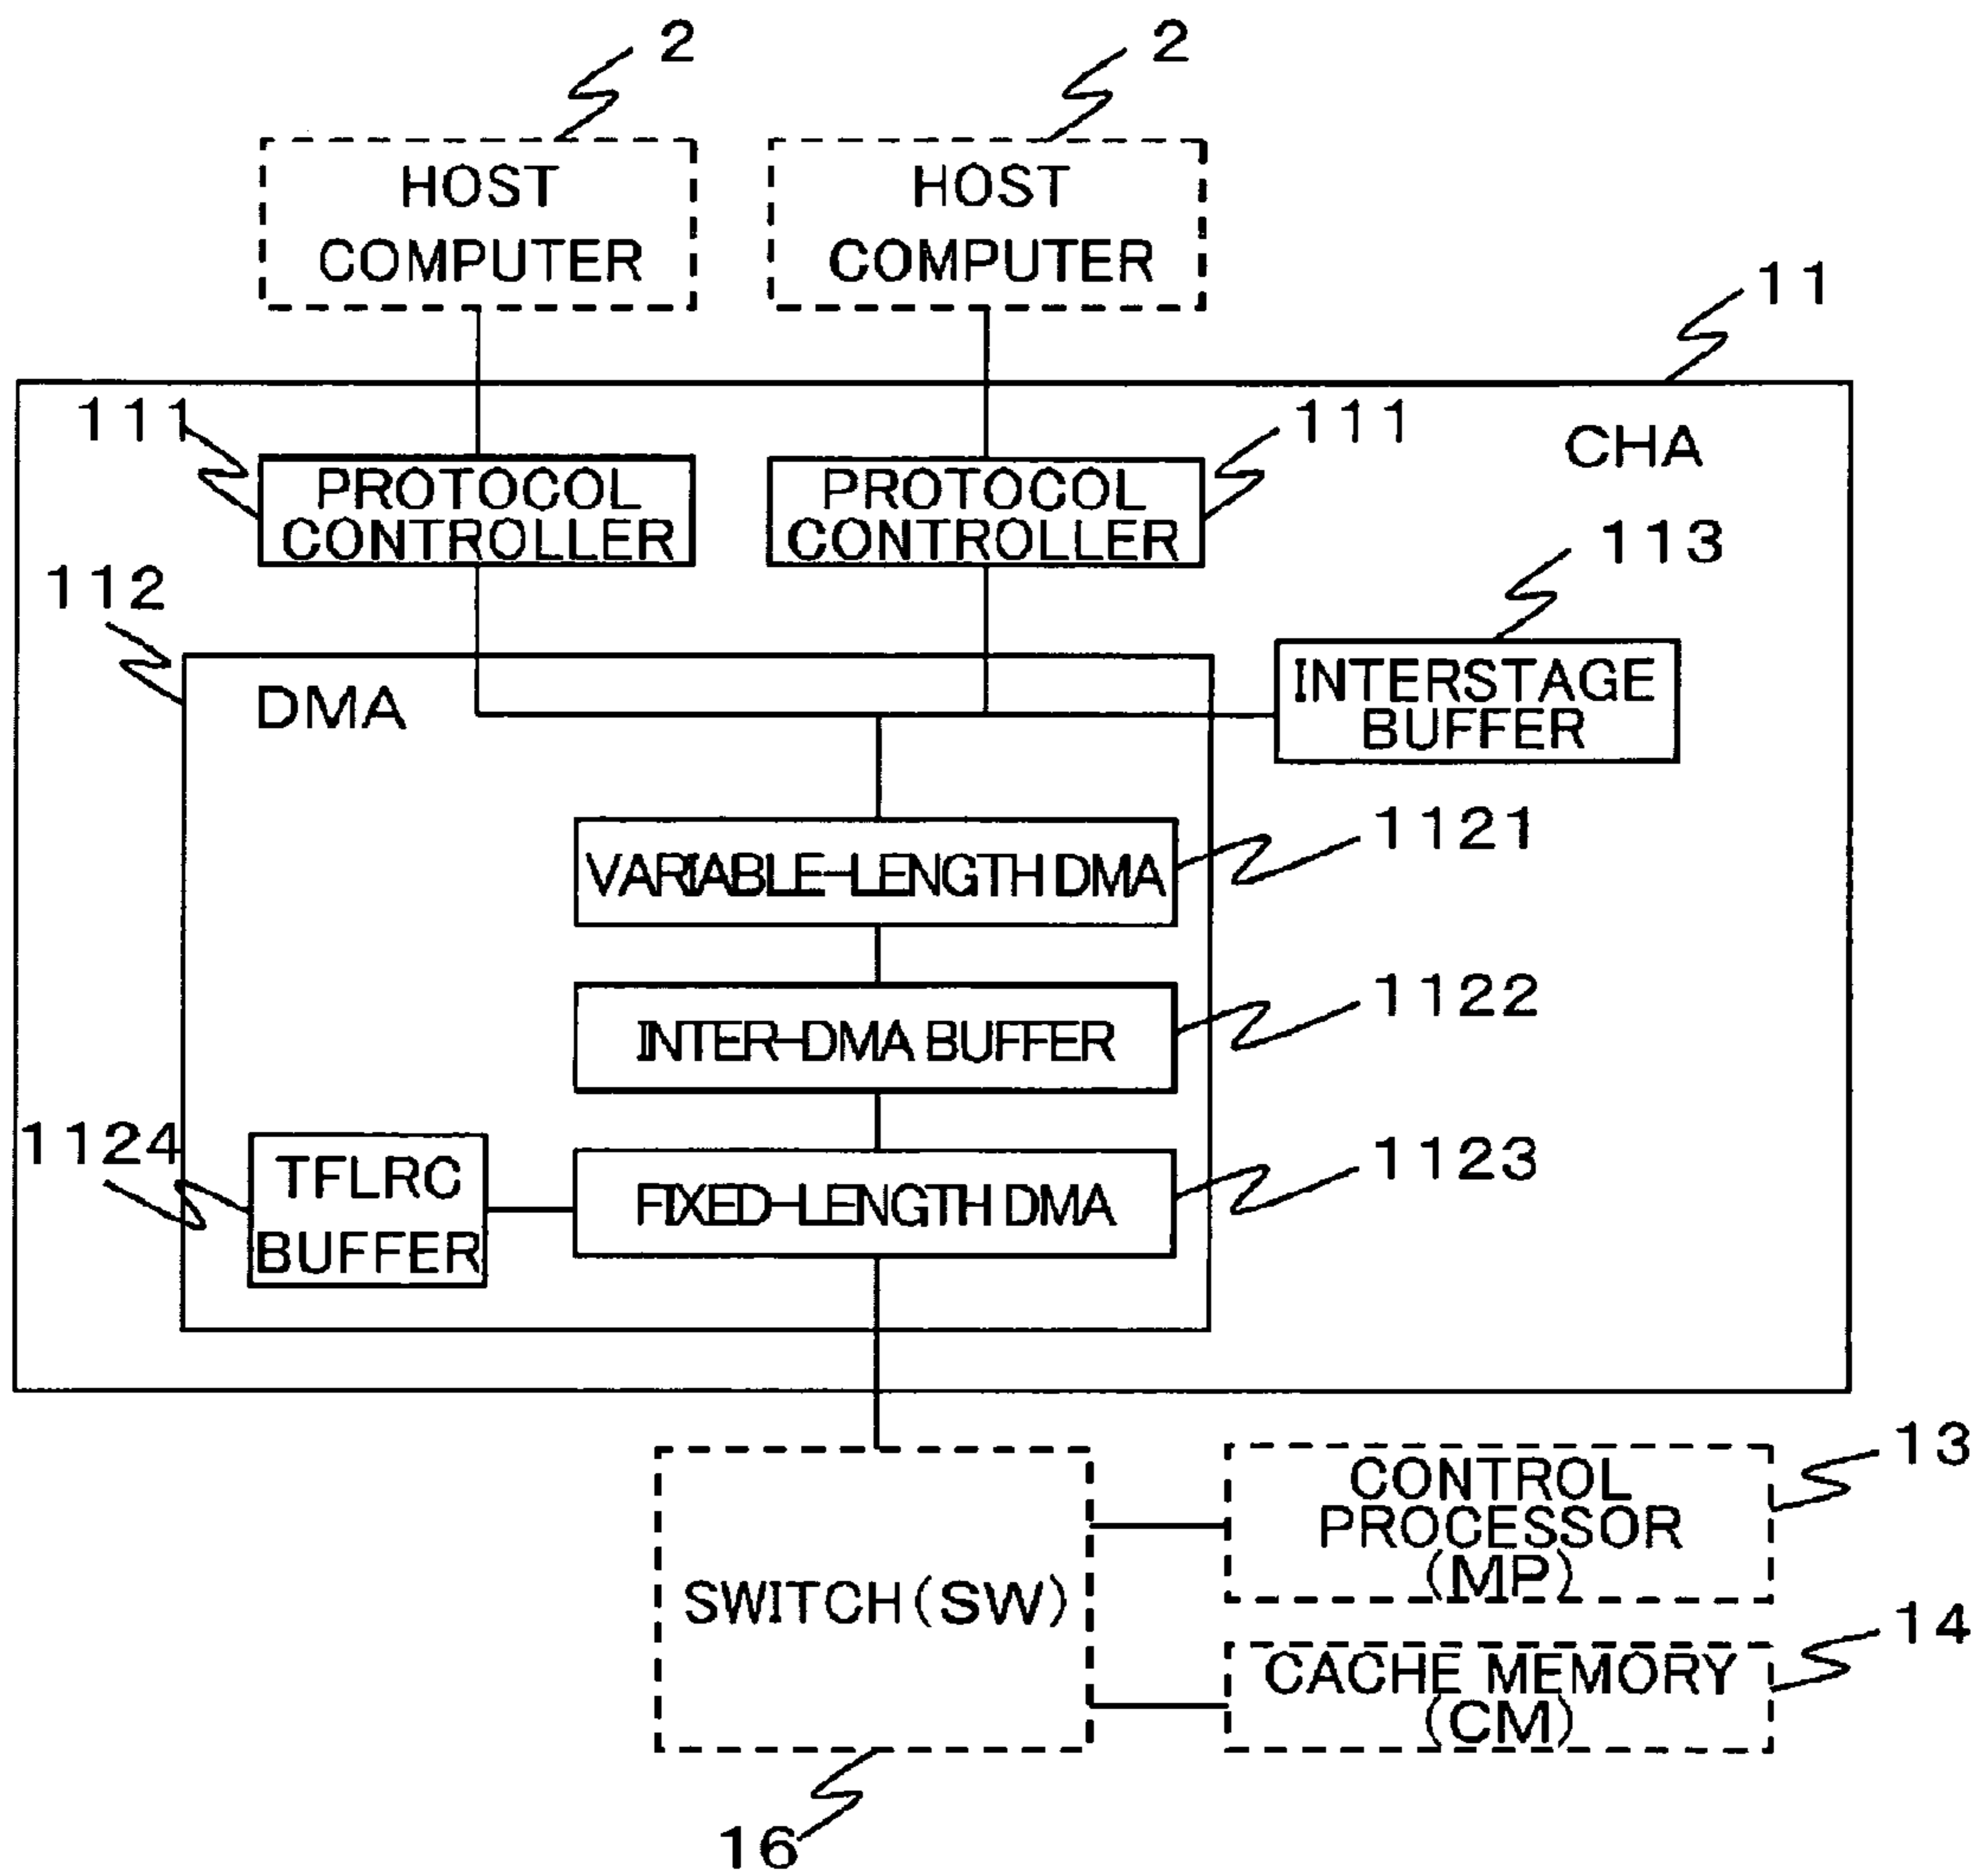 2
2
HOST
COMPUTER
HOST
COMPUTER
11
CHA
111
PROTOCOL
CONTROLLER
PROTOCOL
CONTROLLER
111
112
113
DMA
INTERSTAGE
BUFFER
VARIABLE-LENGTH DMA
1121
INTER-DMA BUFFER
1122
1124
TFLRC
BUFFER
FIXED-LENGTH DMA
1123
SWITCH(SW)
CONTROL
PROCESSOR
(MP)
13
CACHE MEMORY
(CM)
14
16